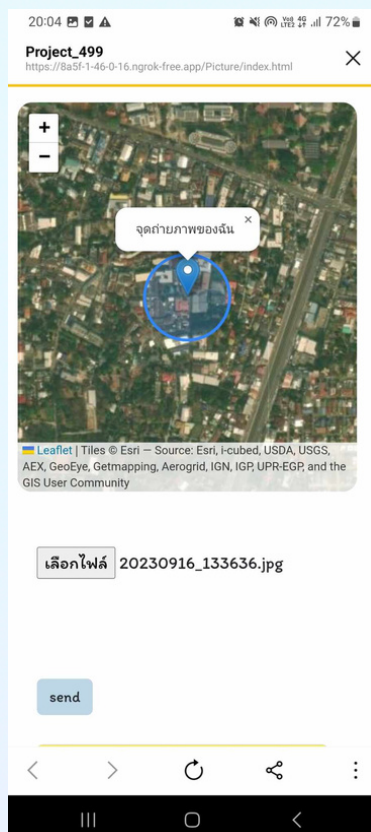 20:04 72%
Project_499
https://8a5f-1-46-0-16.ngrok-free.app/Picture/index.html
+
−
จุดถ่ายภาพของฉัน ×
Leaflet | Tiles © Esri — Source: Esri, i-cubed, USDA, USGS,
AEX, GeoEye, Getmapping, Aerogrid, IGN, IGP, UPR-EGP, and the
GIS User Community
เลือกไฟล์ 20230916_133636.jpg
send